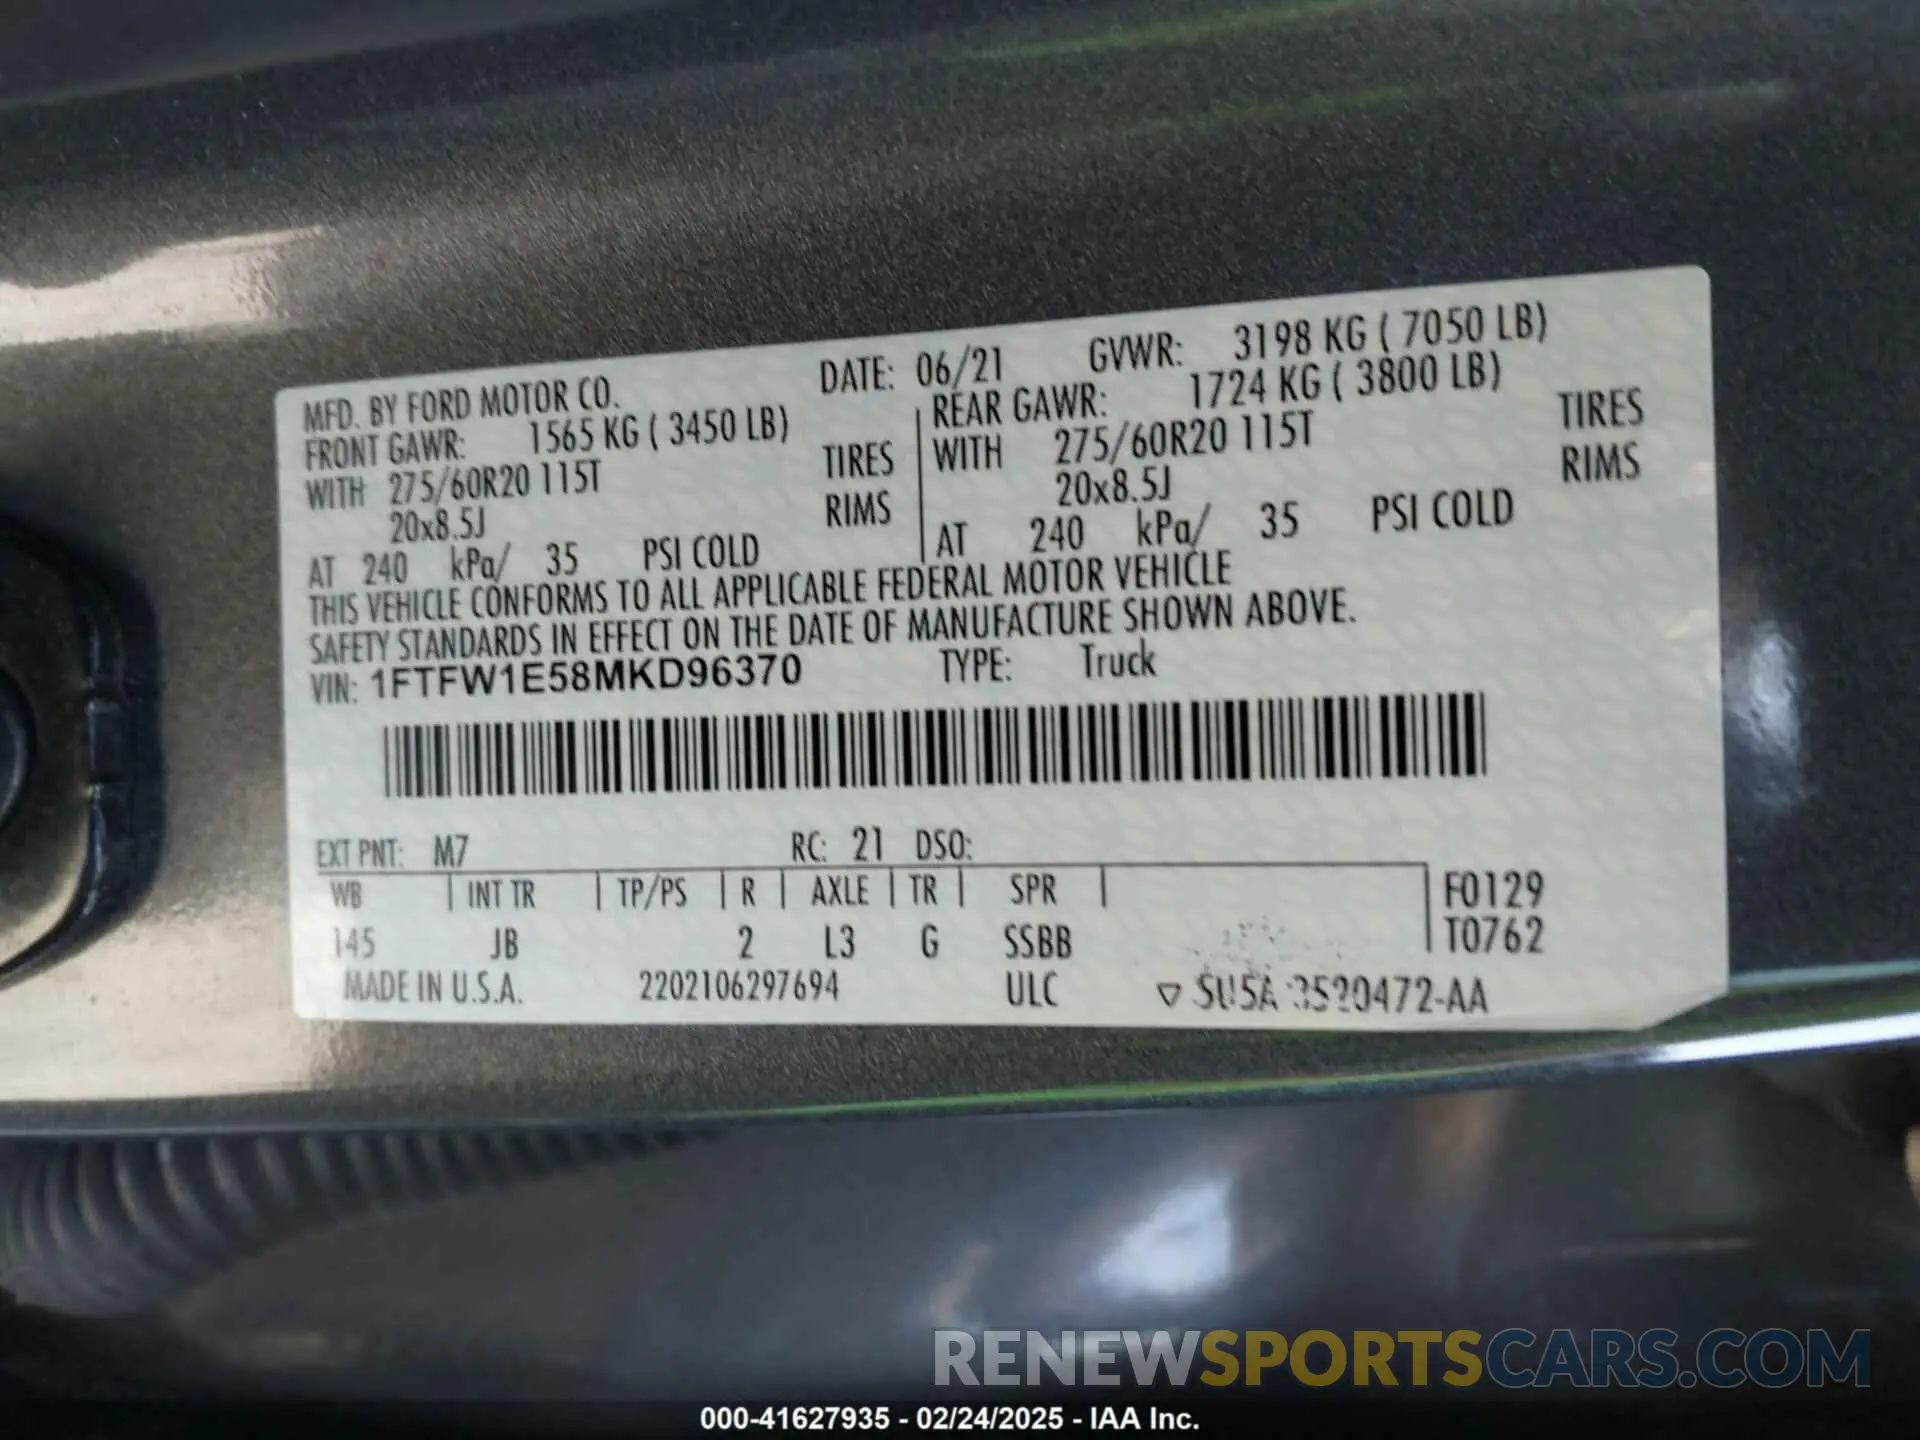 MFD. BY FORD MOTOR CO. DATE: 06/21 GVWR: 3198 KG ( 7050 LB)
FRONT GAWR: 1565 KG ( 3450 LB) REAR GAWR: 1724 KG ( 3800 LB)
WITH 275/60R20 115T TIRES WITH 275/60R20 115T TIRES
20x8.5J RIMS 20x8.5J RIMS
AT 240 kPa/ 35 PSI COLD AT 240 kPa/ 35 PSI COLD
THIS VEHICLE CONFORMS TO ALL APPLICABLE FEDERAL MOTOR VEHICLE
SAFETY STANDARDS IN EFFECT ON THE DATE OF MANUFACTURE SHOWN ABOVE.
VIN: 1FTFW1E58MKD96370 TYPE: Truck
EXT PNT: M7 RC: 21 DSO:
WB INT TR TP/PS R AXLE TR SPR F0129
145 JB 2 L3 G SSBB T0762
MADE IN U.S.A. 2202106297694 ULC
RENEWSPORTSCARS.COM
000-41627935 - 02/24/2025 - IAA Inc.